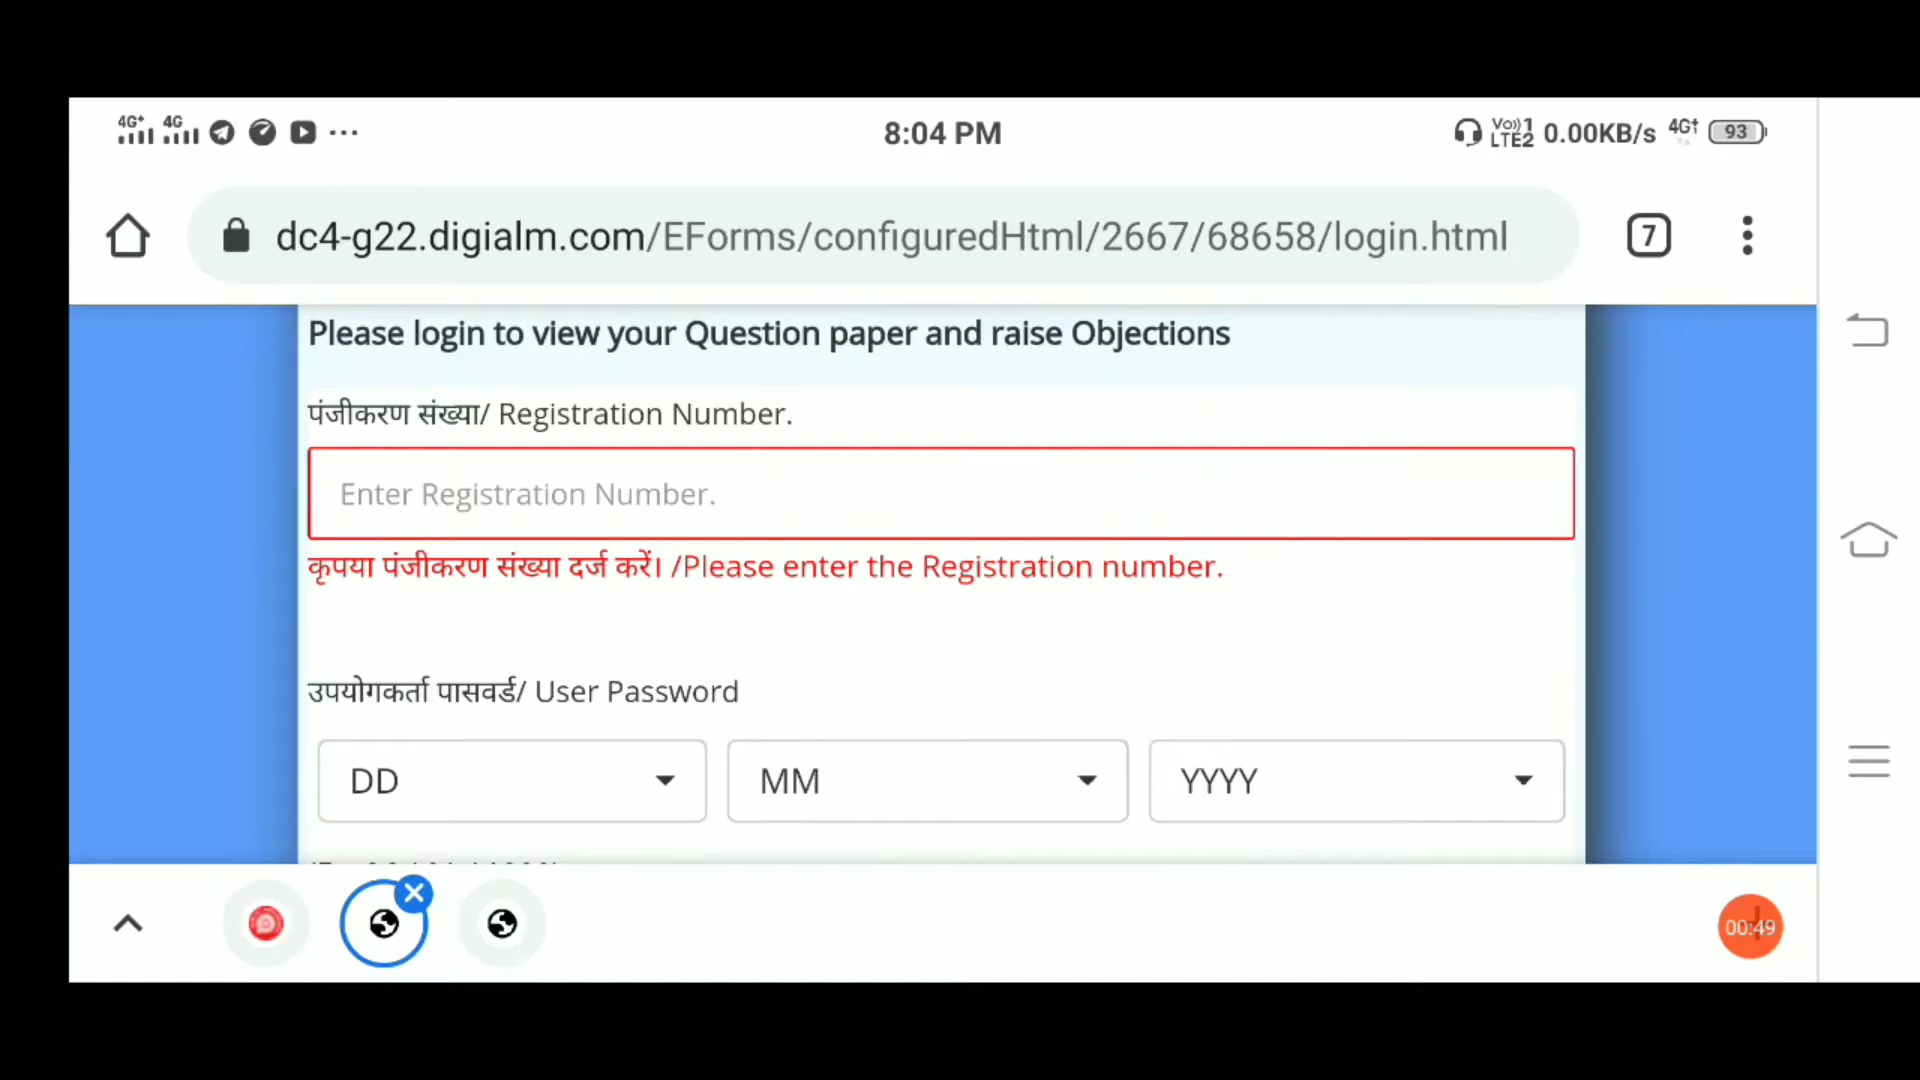 4G+ 4G ... 8:04 PM Vo)) 1 LTE2 0.00KB/s 4G+ 93
dc4-g22.digialm.com/EForms/configuredHtml/2667/68658/login.html 7
Please login to view your Question paper and raise Objections
पंजीकरण संख्या/ Registration Number.
Enter Registration Number.
कृपया पंजीकरण संख्या दर्ज करें। /Please enter the Registration number.
उपयोगकर्ता पासवर्ड/ User Password
DD MM YYYY
00:49